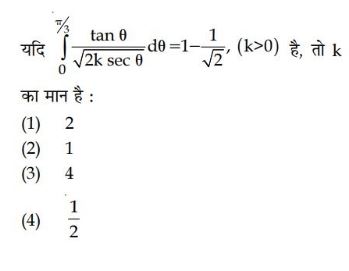 यदि ∫₀^{π/3} tan θ / √(2k sec θ) dθ = 1 − 1/√2, (k>0) है, तो k
का मान है :
(1) 2
(2) 1
(3) 4
(4) 1/2